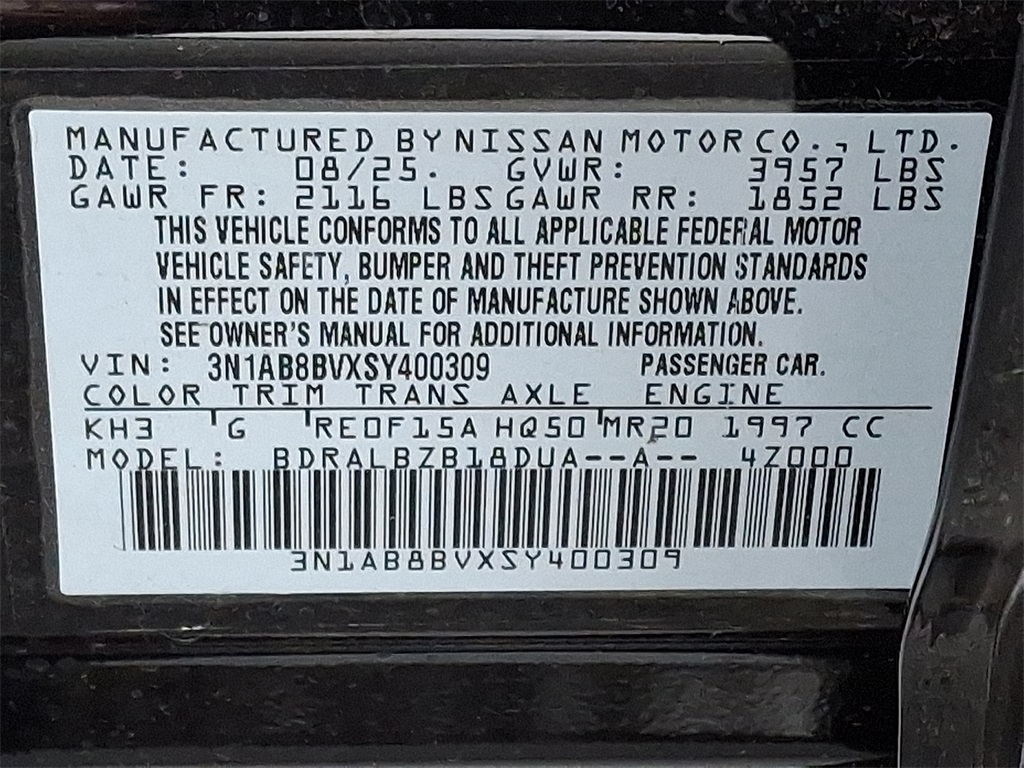 MANUFACTURED BY NISSAN MOTOR CO., LTD.
DATE: 08/25. GVWR: 3957 LBS
GAWR FR: 2116 LBS GAWR RR: 1852 LBS
THIS VEHICLE CONFORMS TO ALL APPLICABLE FEDERAL MOTOR
VEHICLE SAFETY, BUMPER AND THEFT PREVENTION STANDARDS
IN EFFECT ON THE DATE OF MANUFACTURE SHOWN ABOVE.
SEE OWNER'S MANUAL FOR ADDITIONAL INFORMATION.
VIN: 3N1AB8BVXSY400309 PASSENGER CAR.
COLOR TRIM TRANS AXLE ENGINE
KH3 G RE0F15A HQ50 MR20 1997 CC
MODEL: BDRALBZB18DUA--A-- 4Z000
3N1AB8BVXSY400309